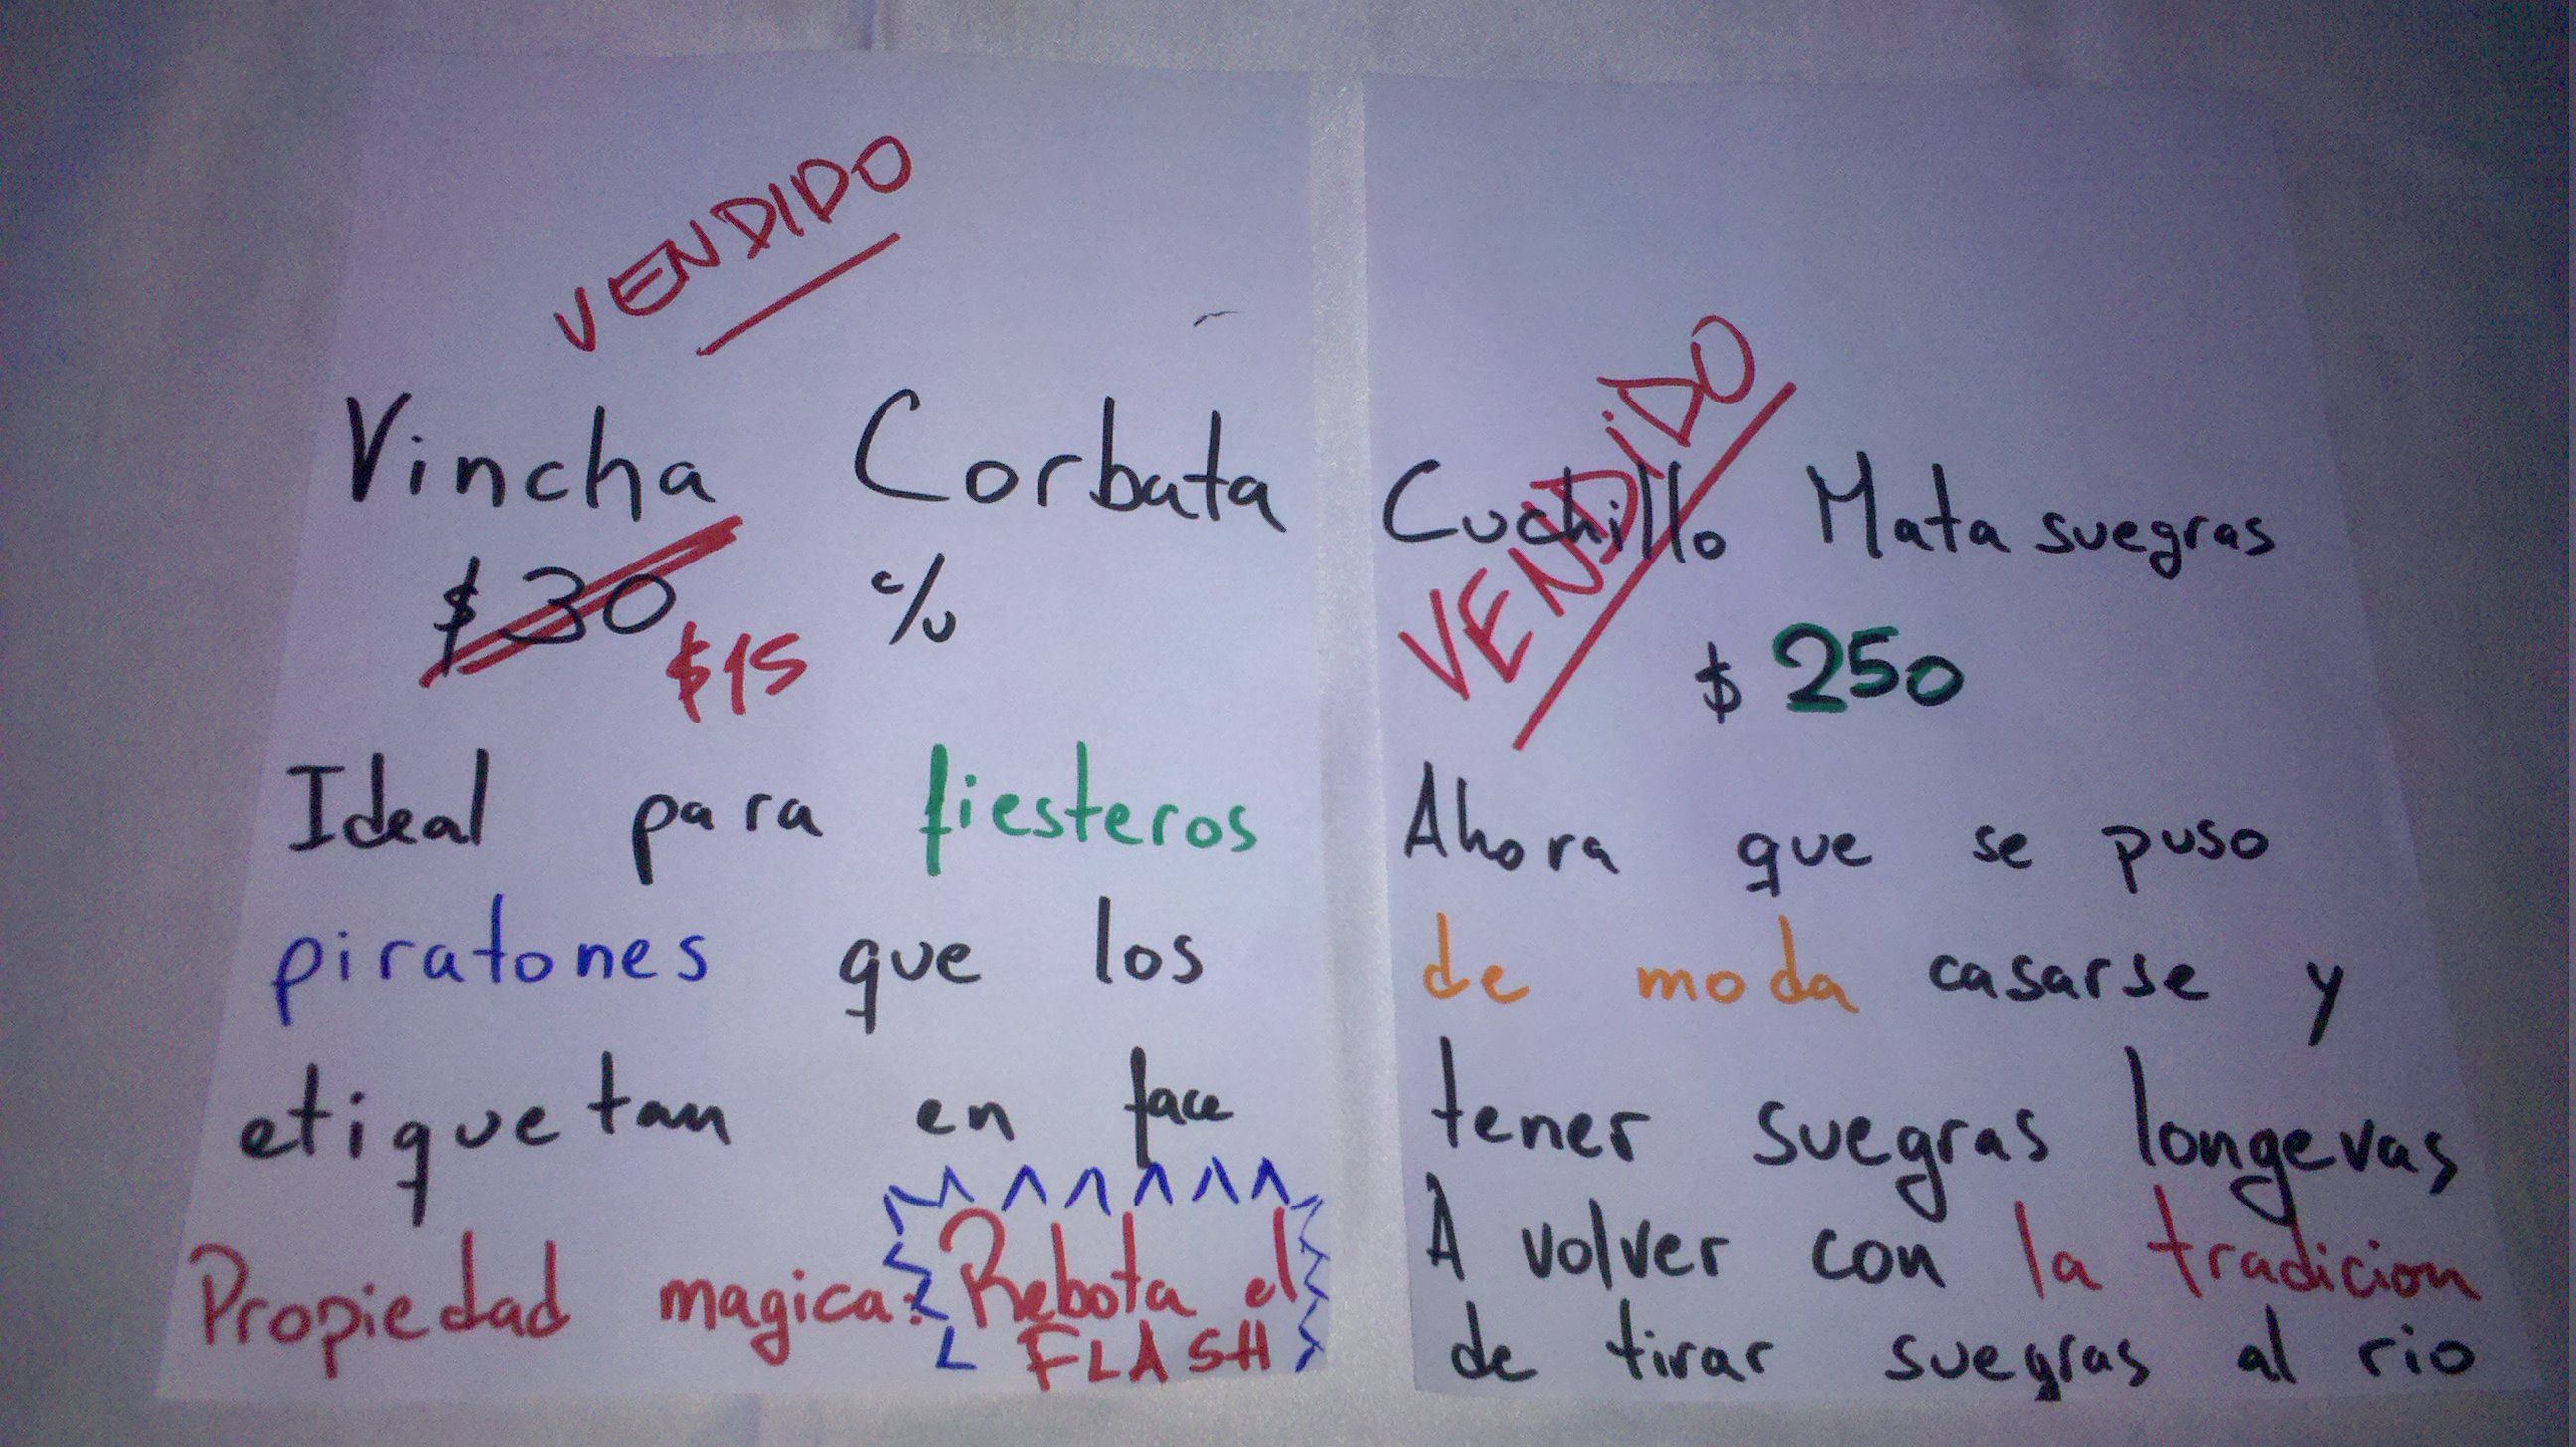 VENDIDO
Vincha Corbata
$30 $15 c/u
Ideal para fiesteros
piratones que los
etiquetan en face
Propiedad magica: Rebota el
FLASH
Cuchillo Mata suegras
VENDiDO
$250
Ahora que se puso
de moda casarse y
tener suegras longevas
A volver con la tradicion
de tirar suegras al rio